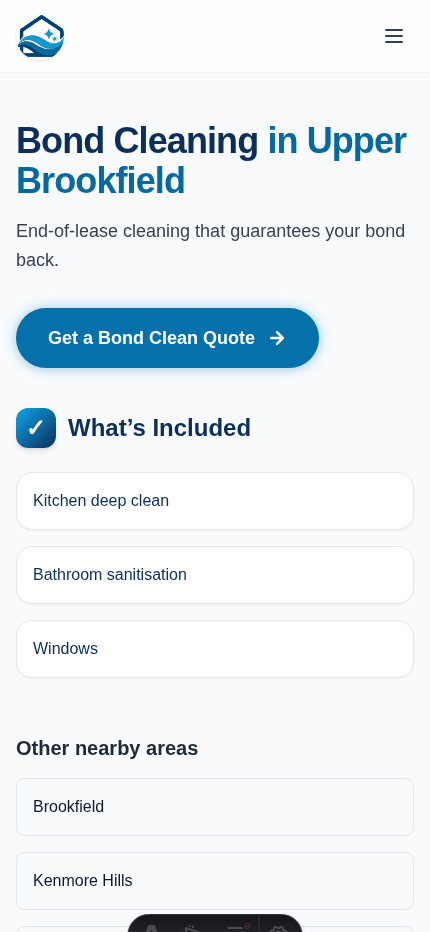 Bond Cleaning in Upper
Brookfield
End-of-lease cleaning that guarantees your bond
back.
Get a Bond Clean Quote →
✓ What’s Included
Kitchen deep clean
Bathroom sanitisation
Windows
Other nearby areas
Brookfield
Kenmore Hills